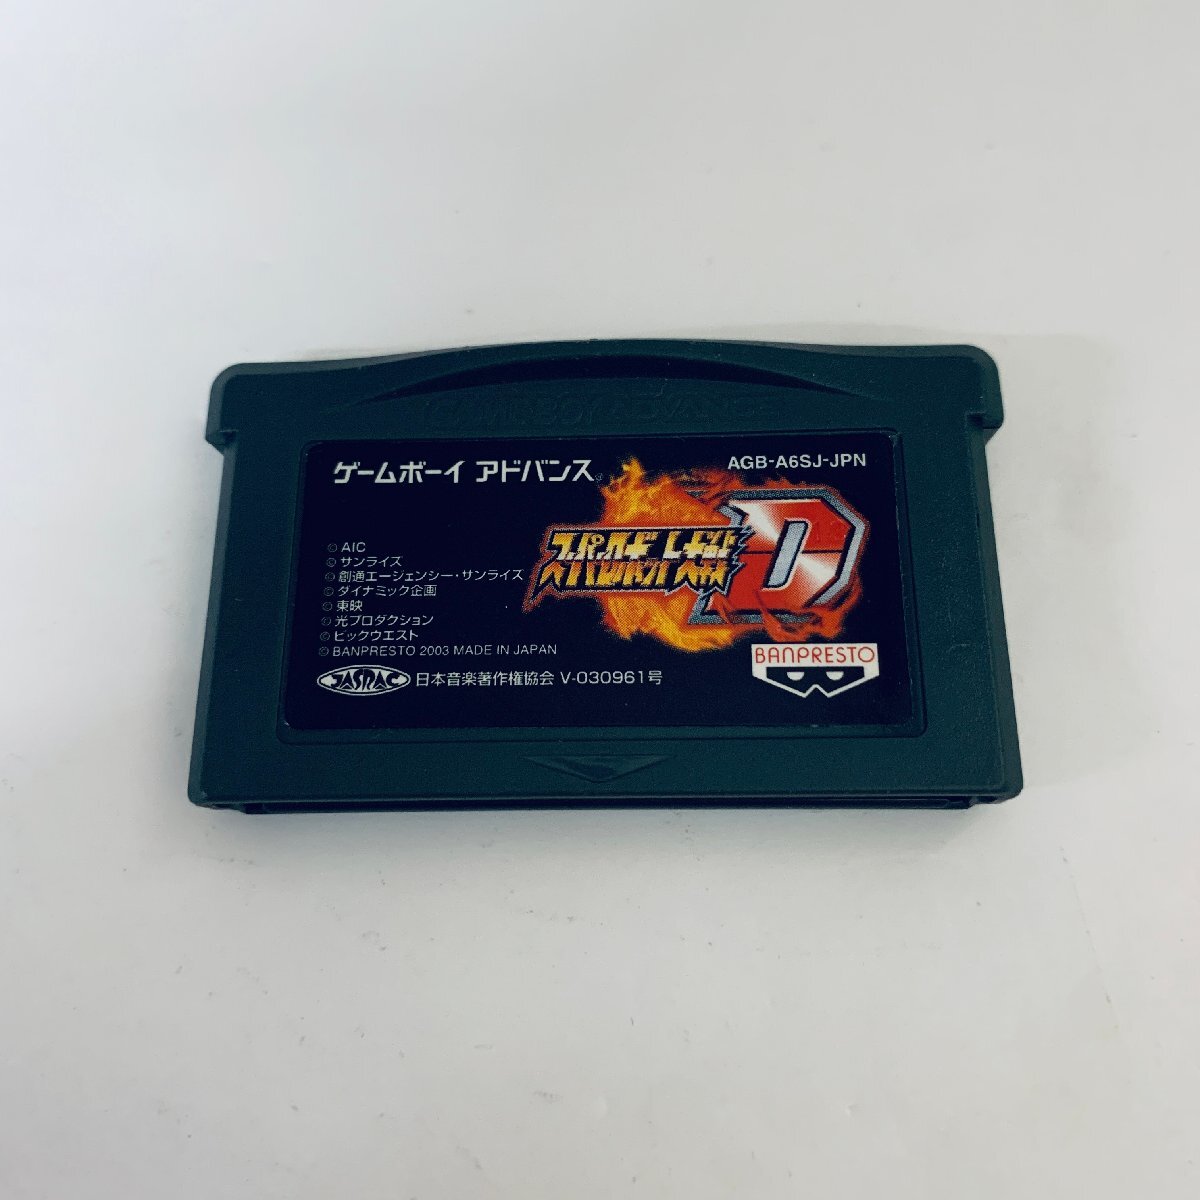 GAME BOY ADVANCE
ゲームボーイ アドバンス
AGB-A6SJ-JPN
スーパーロボット大戦 D
© AIC
© サンライズ
© 創通エージェンシー・サンライズ
© ダイナミック企画
© 東映
© 光プロダクション
© ビックウエスト
© BANPRESTO 2003 MADE IN JAPAN
BANPRESTO
JASRAC 日本音楽著作権協会 V-030961号